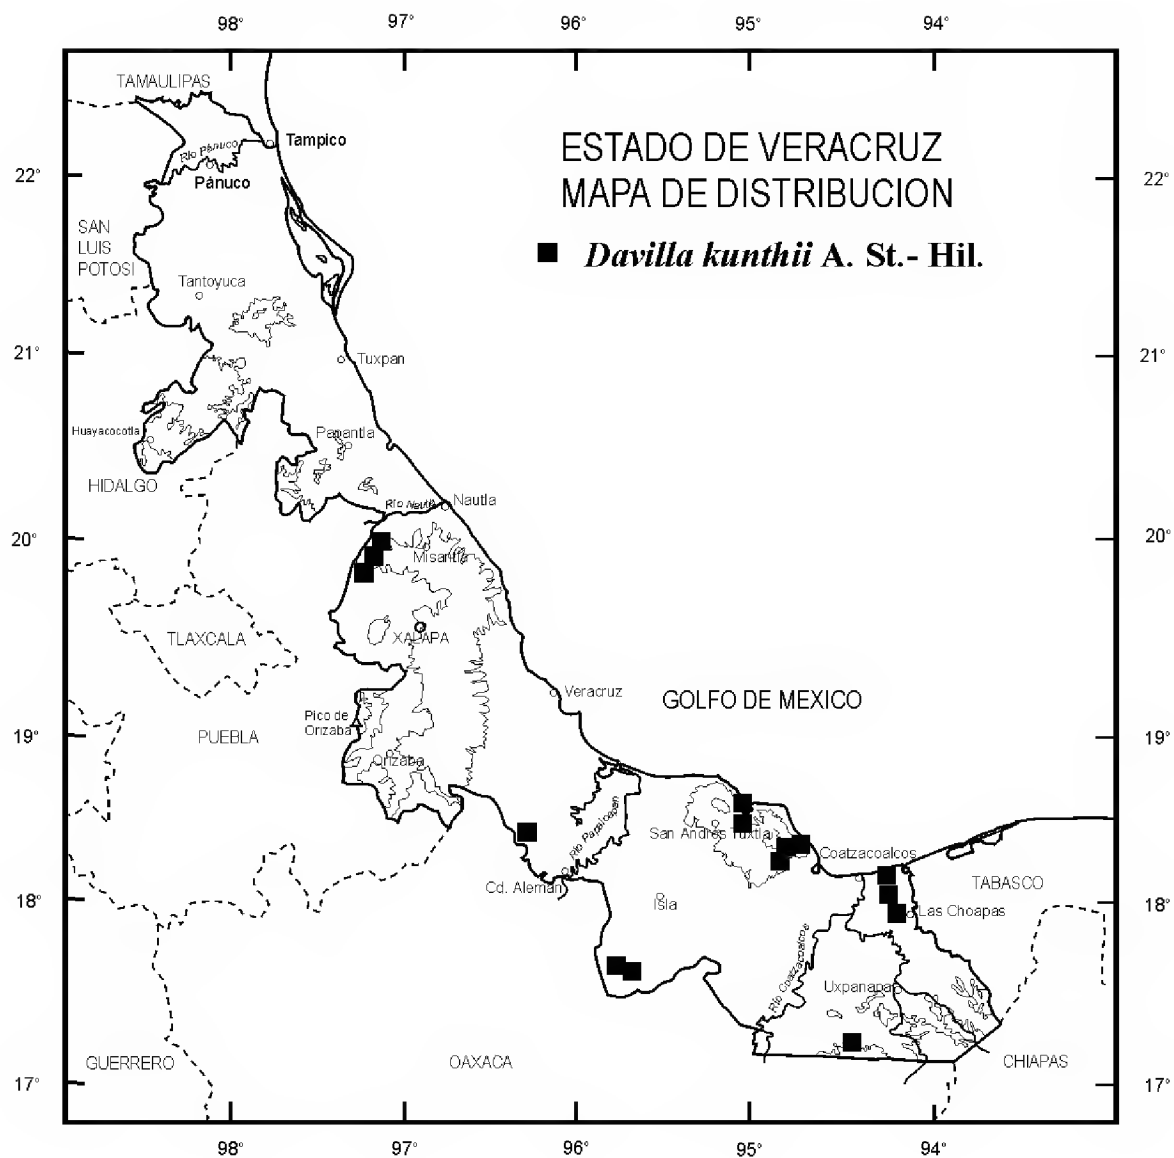 98° 97° 96° 95° 94°
TAMAULIPAS
Tampico
Río Pánuco
Pánuco
ESTADO DE VERACRUZ
MAPA DE DISTRIBUCION
Davilla kunthii A. St.- Hil.
22° 22°
SAN
LUIS
POTOSI
Tantoyuca
21° 21°
Tuxpan
Huayacocotla
Papantla
HIDALGO
Río Nautla
Nautla
20° 20°
Misantla
TLAXCALA
XALAPA
Veracruz
GOLFO DE MEXICO
Pico de
Orizaba
PUEBLA
19° 19°
Orizaba
Río Papaloapan
San Andrés Tuxtla
Coatzacoalcos
Cd. Alemán
TABASCO
18° 18°
Isla
Las Choapas
Río Coatzacoalcos
Uxpanapa
GUERRERO
OAXACA
CHIAPAS
17° 17°
98° 97° 96° 95° 94°